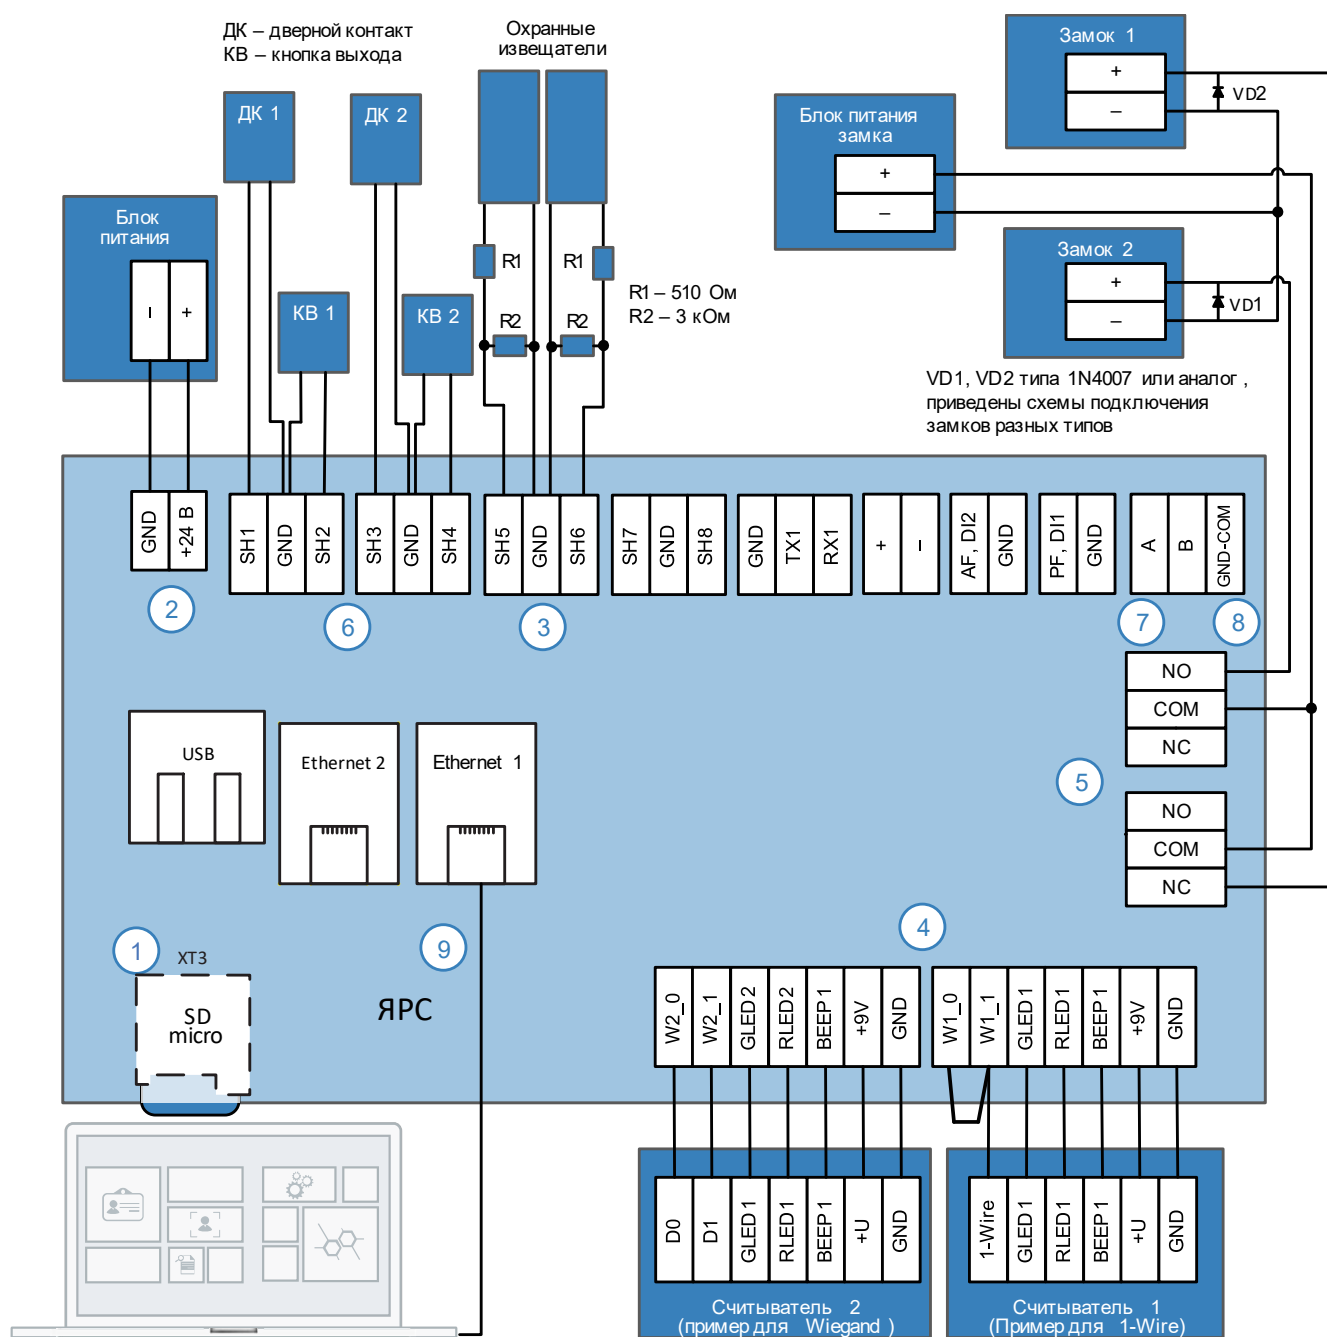 ДК – дверной контакт
КВ – кнопка выхода
Охранные
извещатели
ДК 1
ДК 2
Замок 1
+
–
VD2
Блок питания
замка
+
–
Блок
питания
–
+
КВ 1
КВ 2
R1
R1
R2
R2
R1 – 510 Ом
R2 – 3 кОм
Замок 2
+
–
VD1
VD1, VD2 типа 1N4007 или аналог ,
приведены схемы подключения
замков разных типов
GND
+24 В
SH1
GND
SH2
SH3
GND
SH4
SH5
GND
SH6
SH7
GND
SH8
GND
TX1
RX1
+
–
AF, DI2
GND
PF, DI1
GND
A
B
GND-COM
2
6
3
7
8
NO
COM
NC
5
NO
COM
NC
USB
Ethernet 2
Ethernet 1
1
XT3
9
4
SD
micro
ЯРС
W2_0
W2_1
GLED2
RLED2
BEEP1
+9V
GND
W1_0
W1_1
GLED1
RLED1
BEEP1
+9V
GND
D0
D1
GLED1
RLED1
BEEP1
+U
GND
1-Wire
GLED1
RLED1
BEEP1
+U
GND
Считыватель 2
(пример для Wiegand )
Считыватель 1
(Пример для 1-Wire)